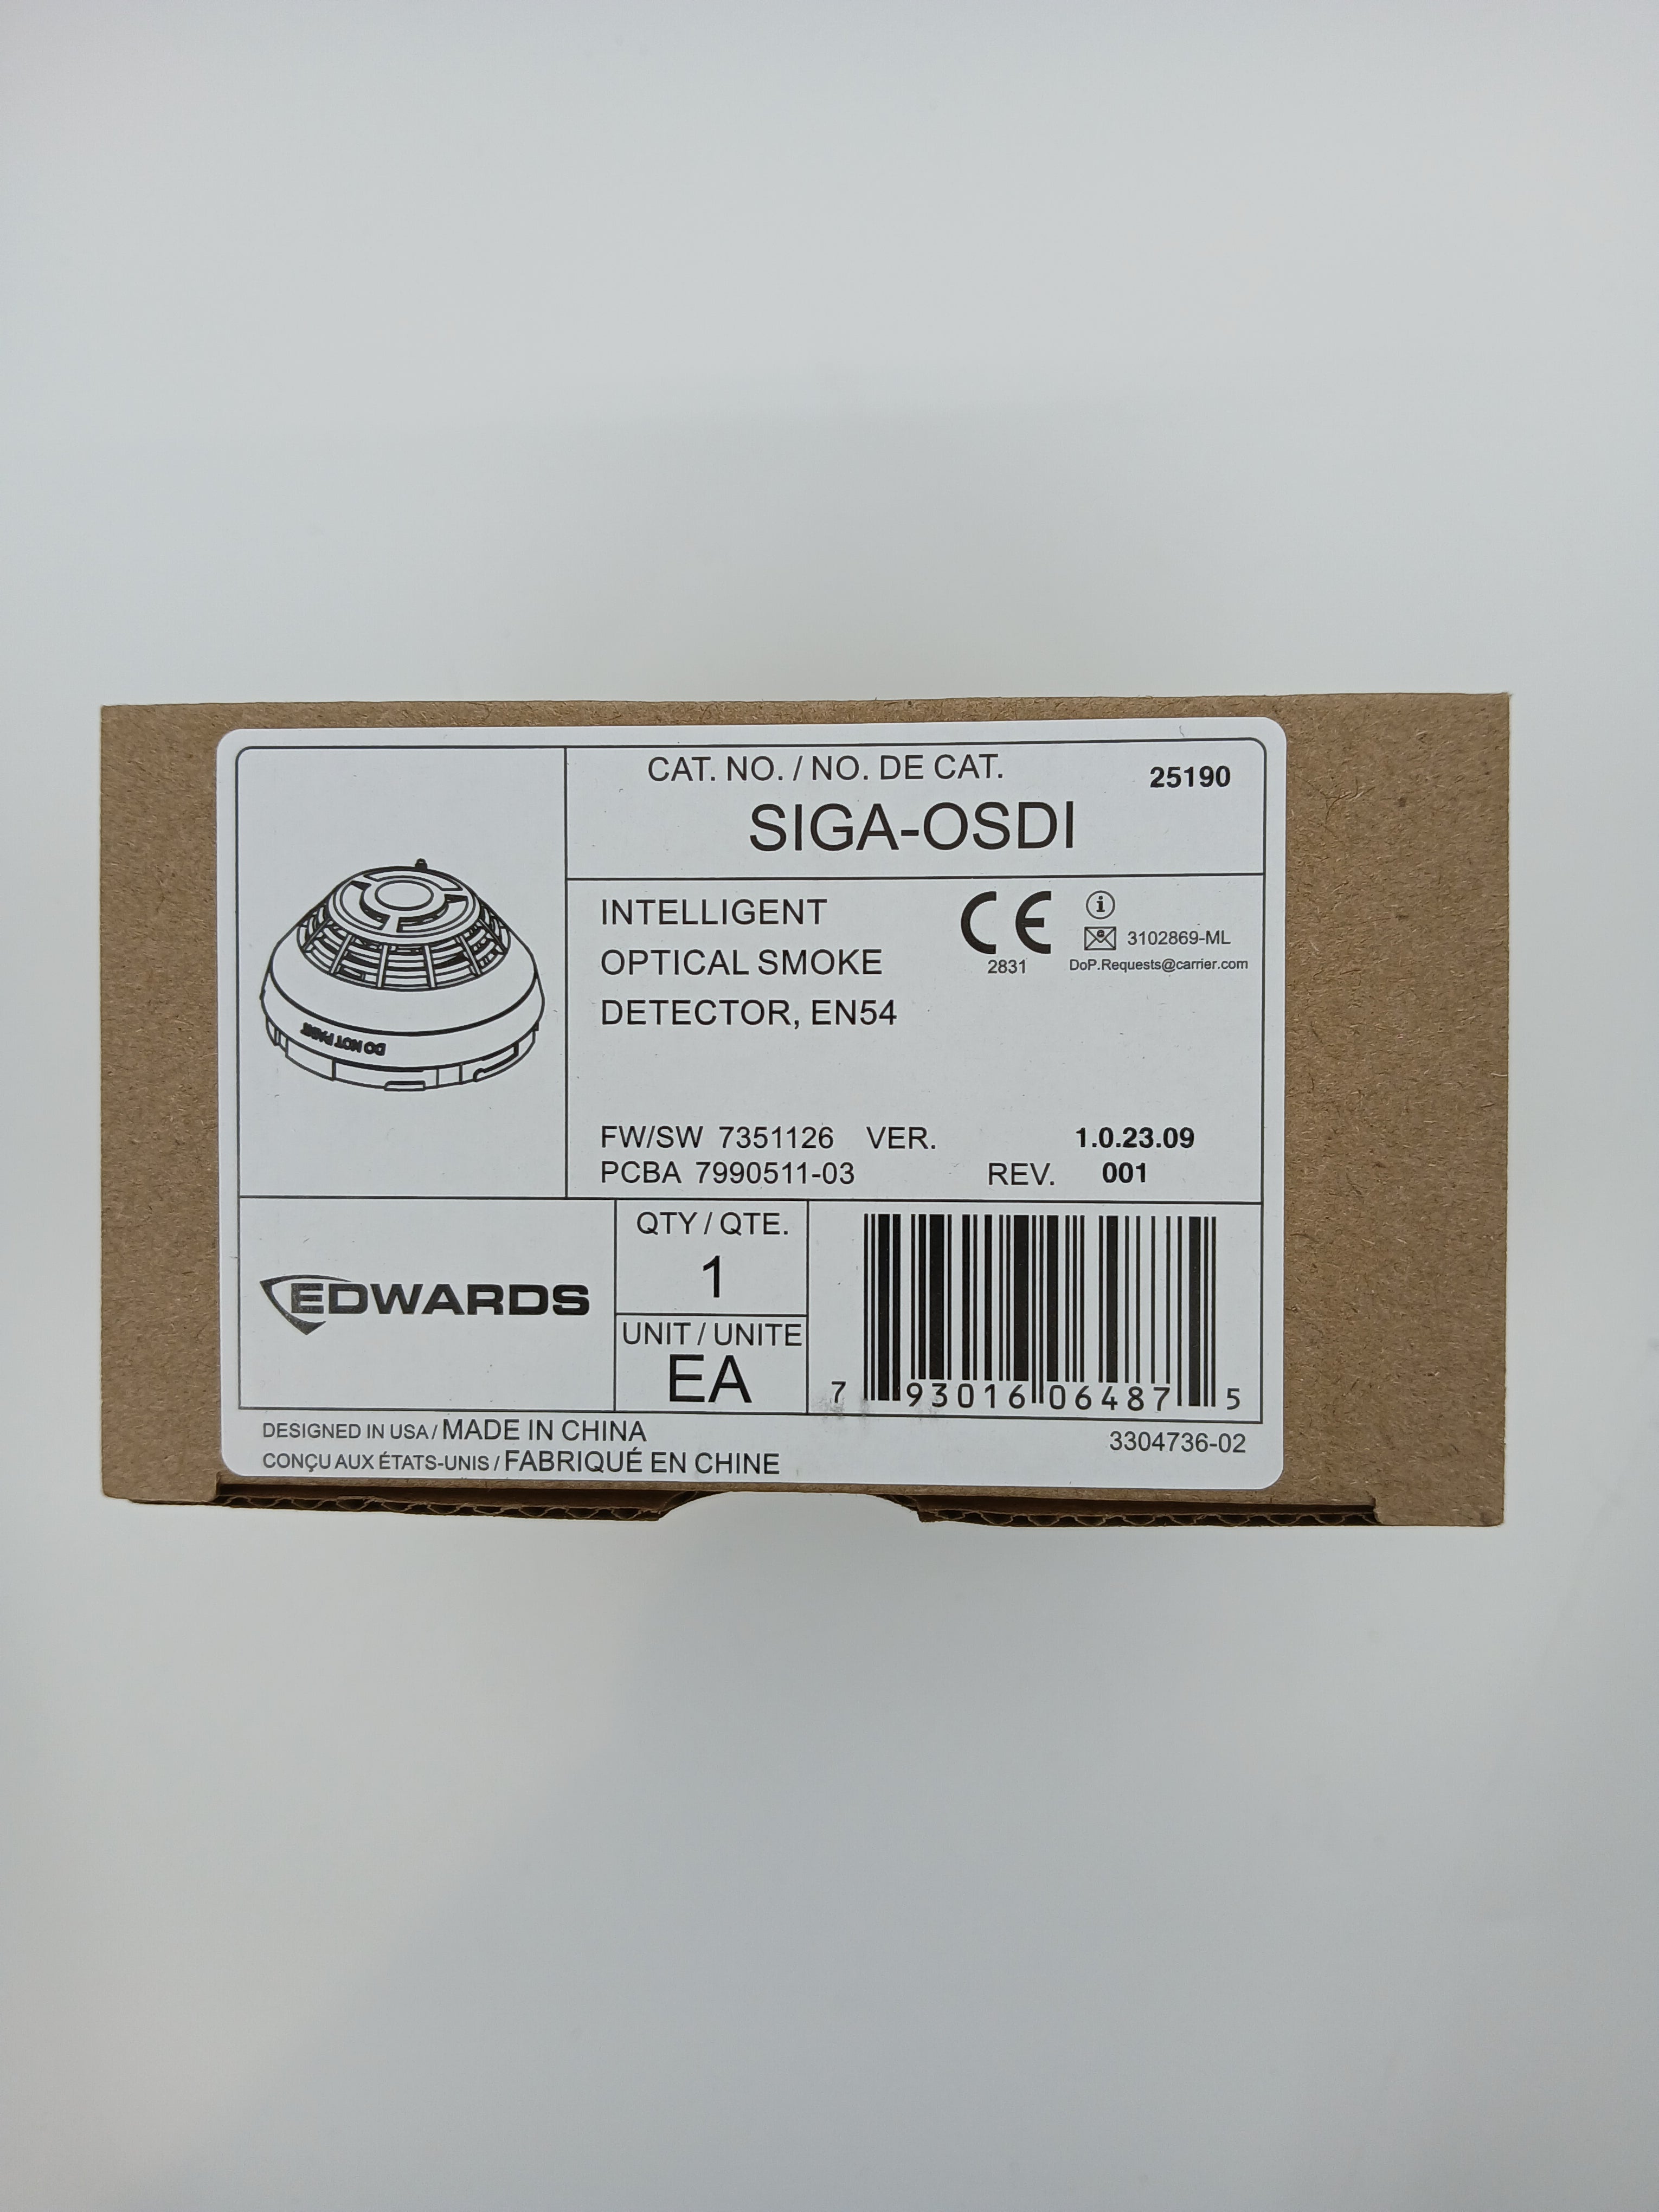 CAT. NO. / NO. DE CAT.
25190
SIGA-OSDI
INTELLIGENT
OPTICAL SMOKE
DETECTOR, EN54
CE
2831
i
e
3102869-ML
DoP.Requests@carrier.com
DO NOT PAINT
FW/SW 7351126 VER. 1.0.23.09
PCBA 7990511-03 REV. 001
EDWARDS
QTY / QTE.
1
UNIT / UNITE
EA
7 93016 06487 5
DESIGNED IN USA / MADE IN CHINA
CONÇU AUX ÉTATS-UNIS / FABRIQUÉ EN CHINE
3304736-02